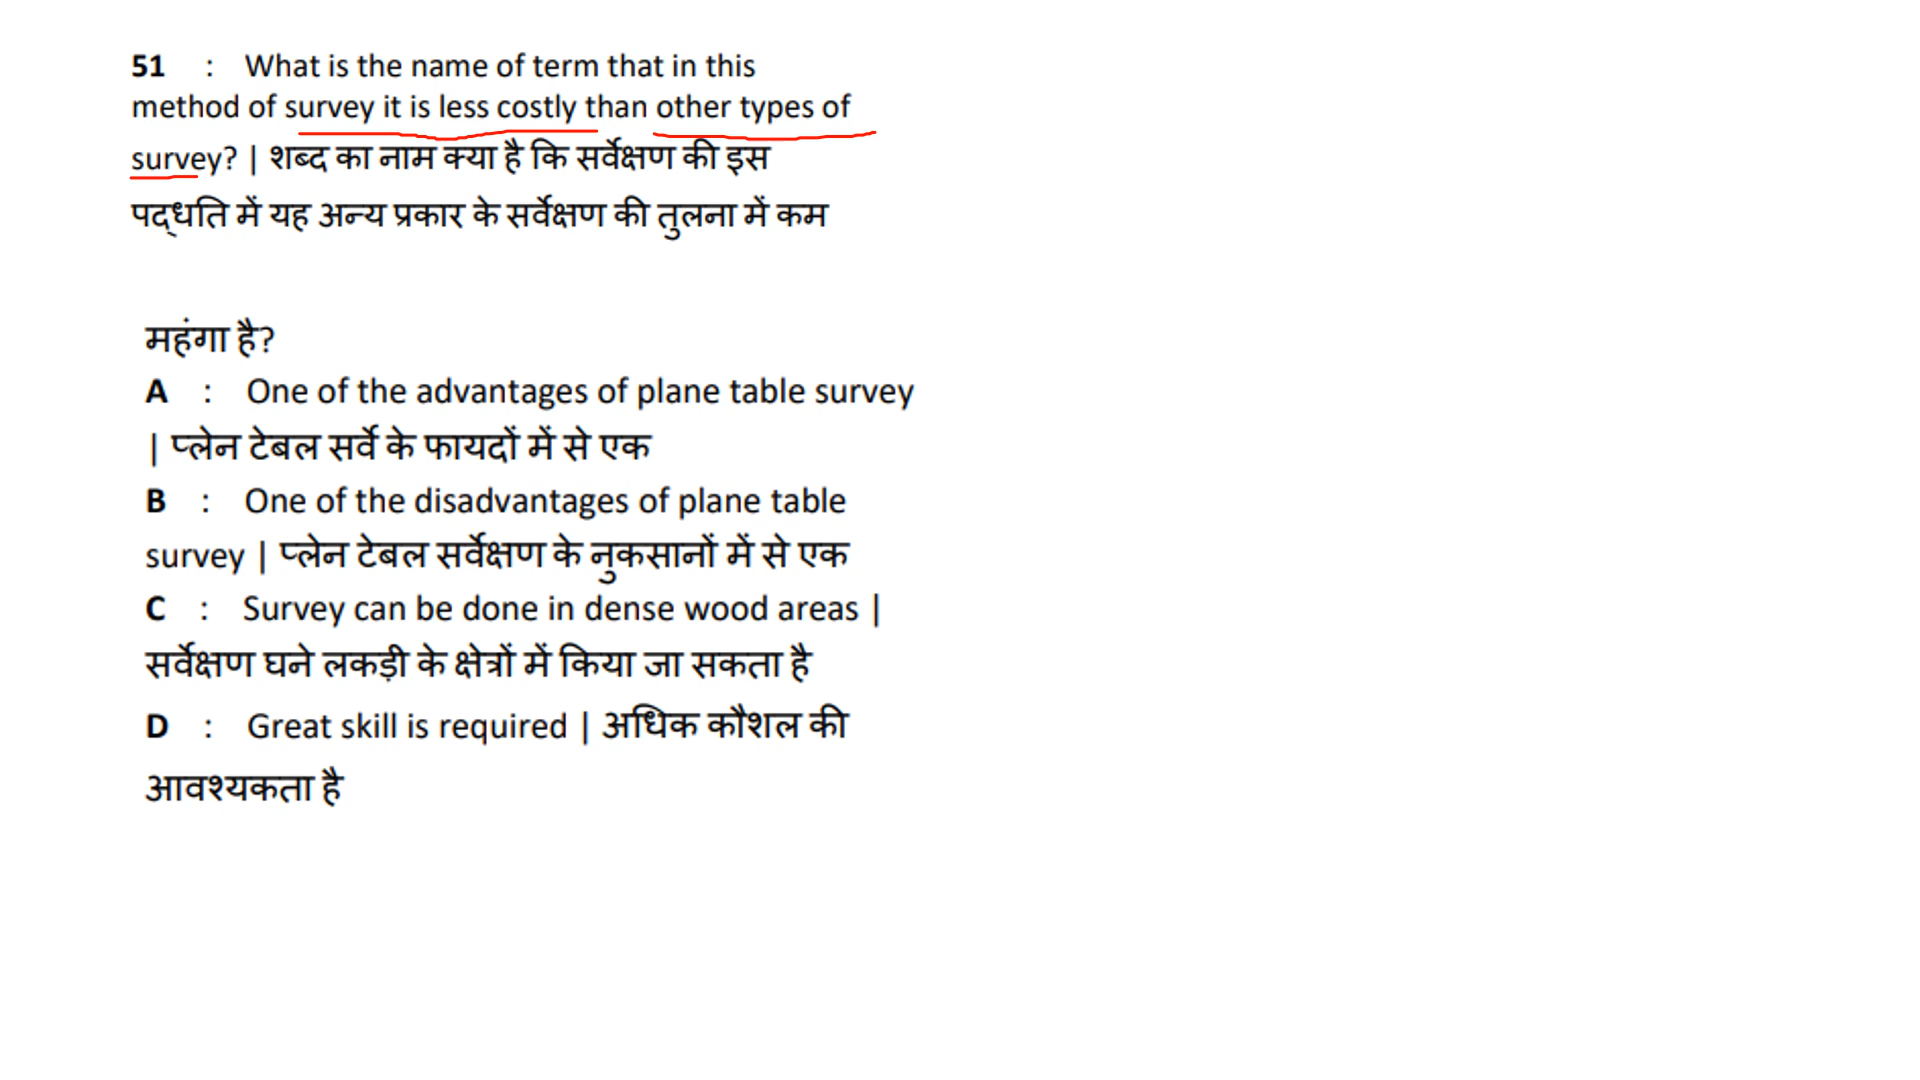 51 : What is the name of term that in this
method of survey it is less costly than other types of
survey? | शब्द का नाम क्या है कि सर्वेक्षण की इस
पद्धति में यह अन्य प्रकार के सर्वेक्षण की तुलना में कम
महंगा है?
A : One of the advantages of plane table survey
| प्लेन टेबल सर्वे के फायदों में से एक
B : One of the disadvantages of plane table
survey | प्लेन टेबल सर्वेक्षण के नुकसानों में से एक
C : Survey can be done in dense wood areas |
सर्वेक्षण घने लकड़ी के क्षेत्रों में किया जा सकता है
D : Great skill is required | अधिक कौशल की
आवश्यकता है